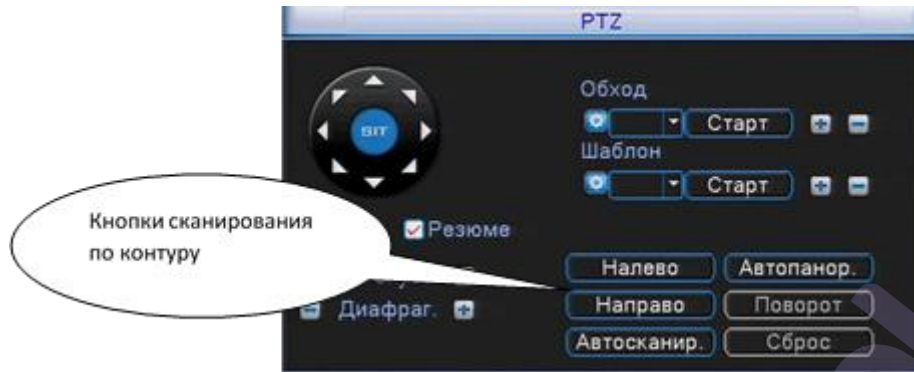 PTZ
Обход
SIT
Старт
Шаблон
Старт
Кнопки сканирования
по контуру
Резюме
Налево Автопанор.
Диафраг. Направо Поворот
Автосканир. Сброс